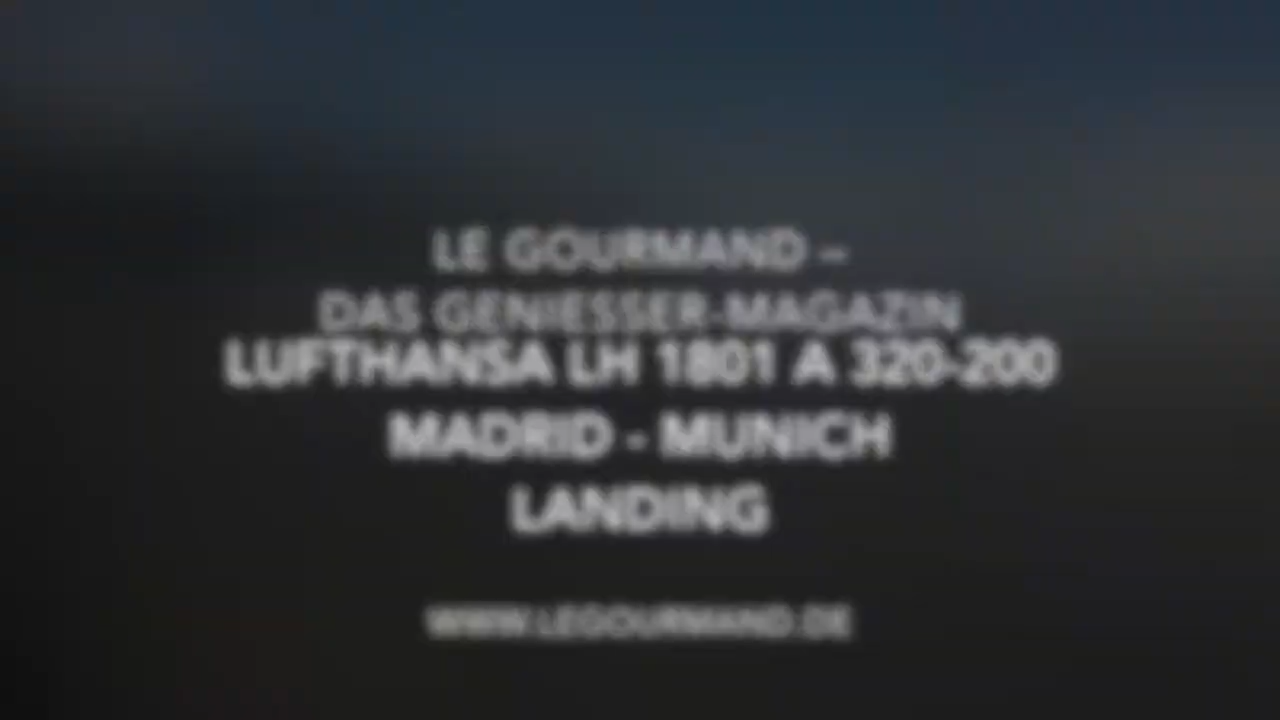 LE GOURMAND –
DAS GENIESSER-MAGAZIN
LUFTHANSA LH 1801 A 320-200
MADRID - MUNICH
LANDING
WWW.LEGOURMAND.DE